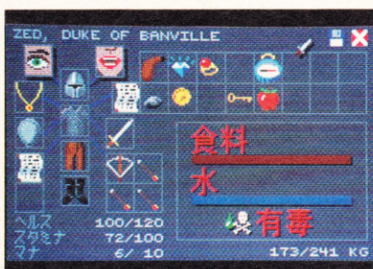 ZED, DUKE OF BANVILLE
食料
水
有毒
ヘルス 100/120
スタミナ 72/100
マナ 6/ 10
173/241 KG